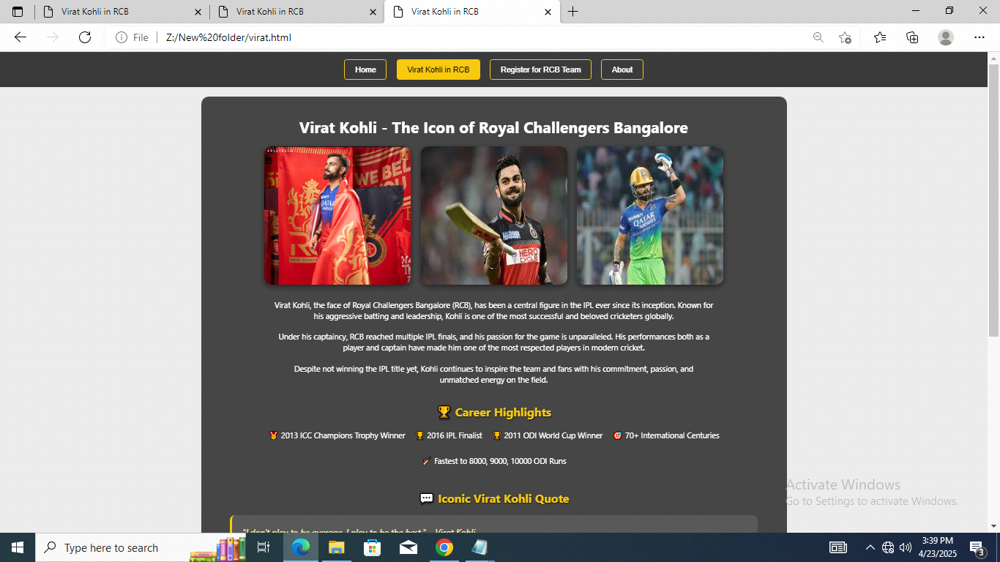 Virat Kohli in RCB
Virat Kohli in RCB
Virat Kohli in RCB
File
Z:/New%20folder/virat.html
Home
Virat Kohli in RCB
Register for RCB Team
About
Virat Kohli - The Icon of Royal Challengers Bangalore
WE BEL
QATAR
AIRWAYS
ROYAL CHALLEN
HERO
CYCLE
QATAR
AIRWAYS
Virat Kohli, the face of Royal Challengers Bangalore (RCB), has been a central figure in the IPL ever since its inception. Known for
his aggressive batting and leadership, Kohli is one of the most successful and beloved cricketers globally.
Under his captaincy, RCB reached multiple IPL finals, and his passion for the game is unparalleled. His performances both as a
player and captain have made him one of the most respected players in modern cricket.
Despite not winning the IPL title yet, Kohli continues to inspire the team and fans with his commitment, passion, and
unmatched energy on the field.
🏆 Career Highlights
🏅 2013 ICC Champions Trophy Winner 🏆 2016 IPL Finalist 🏆 2011 ODI World Cup Winner 🎯 70+ International Centuries
🏏 Fastest to 8000, 9000, 10000 ODI Runs
💬 Iconic Virat Kohli Quote
"I don't play to be average, I play to be the best." – Virat Kohli
Activate Windows
Go to Settings to activate Windows.
Type here to search
3:39 PM
4/23/2025
3